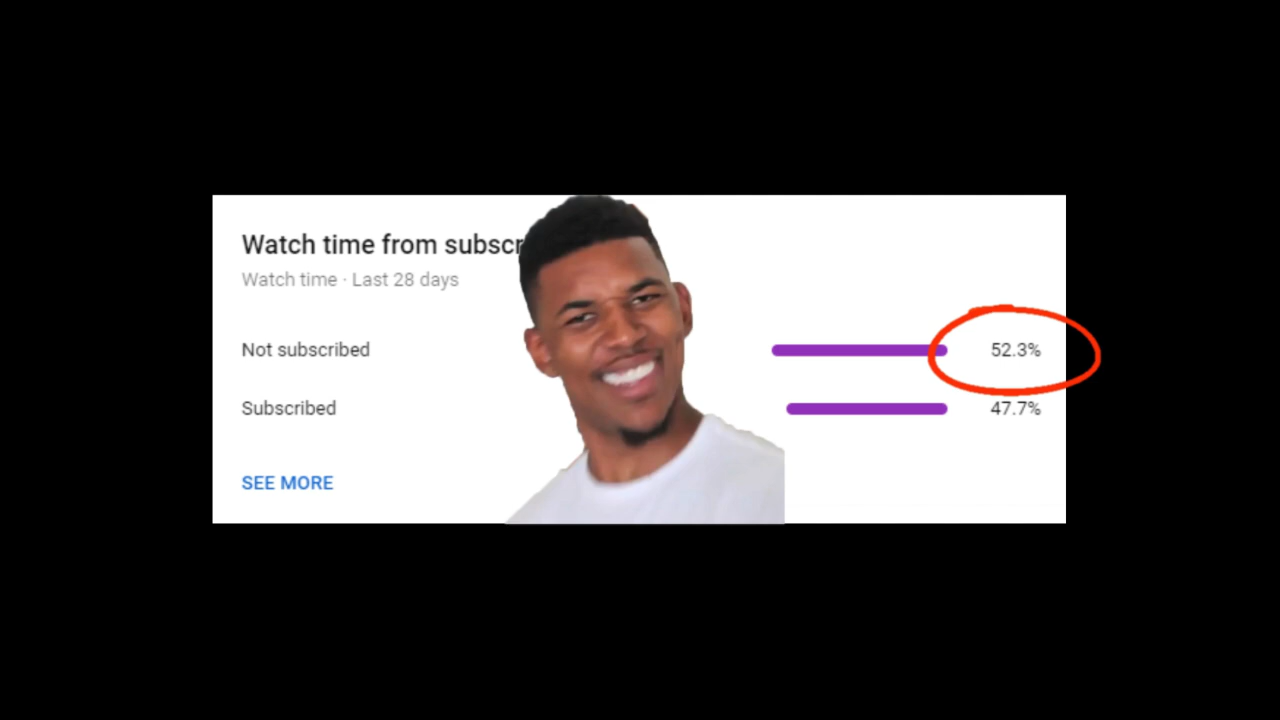 Watch time from subscr
Watch time · Last 28 days
Not subscribed 52.3%
Subscribed 47.7%
SEE MORE